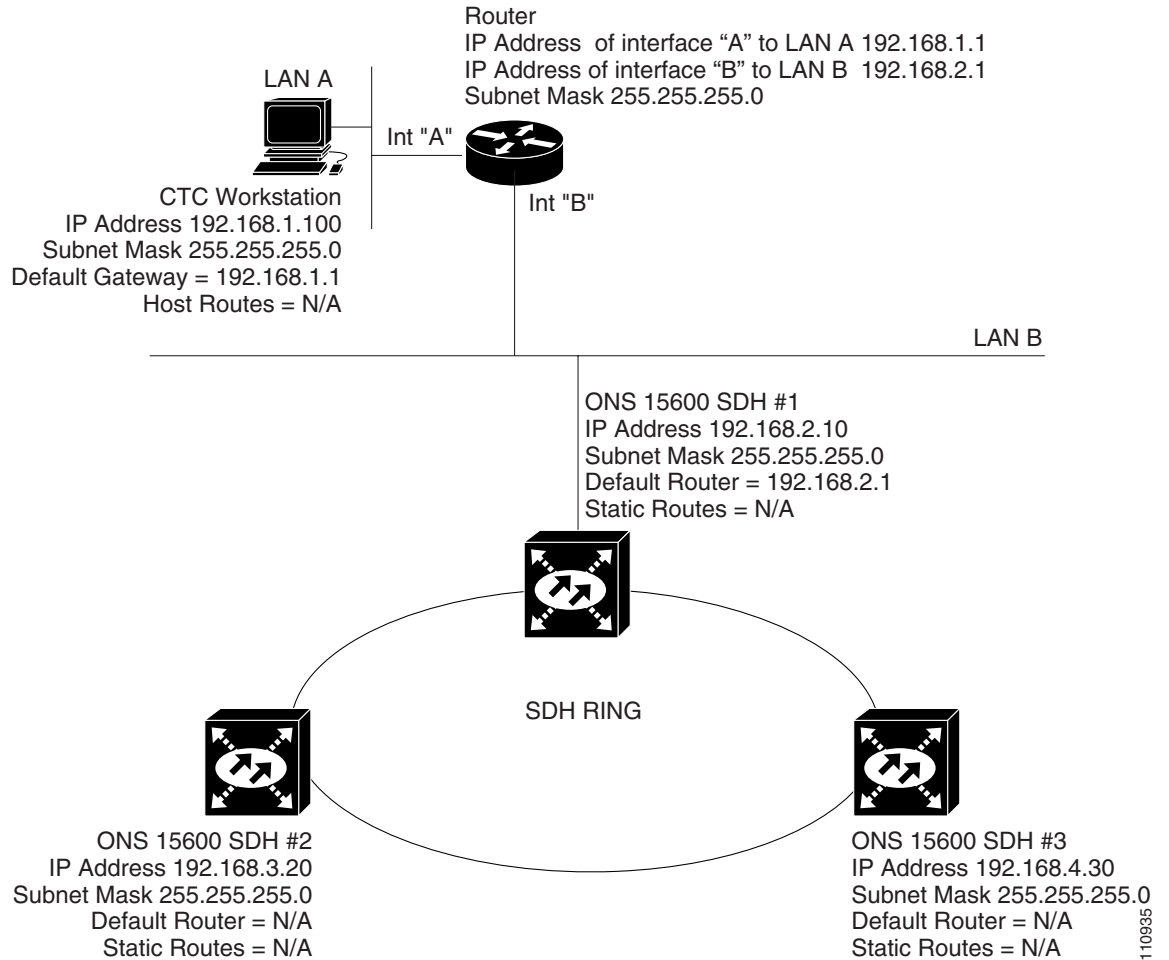 Router
IP Address of interface “A” to LAN A 192.168.1.1
IP Address of interface “B” to LAN B 192.168.2.1
Subnet Mask 255.255.255.0
LAN A
Int "A"
Int "B"
CTC Workstation
IP Address 192.168.1.100
Subnet Mask 255.255.255.0
Default Gateway = 192.168.1.1
Host Routes = N/A
LAN B
ONS 15600 SDH #1
IP Address 192.168.2.10
Subnet Mask 255.255.255.0
Default Router = 192.168.2.1
Static Routes = N/A
SDH RING
ONS 15600 SDH #2
IP Address 192.168.3.20
Subnet Mask 255.255.255.0
Default Router = N/A
Static Routes = N/A
ONS 15600 SDH #3
IP Address 192.168.4.30
Subnet Mask 255.255.255.0
Default Router = N/A
Static Routes = N/A
110935